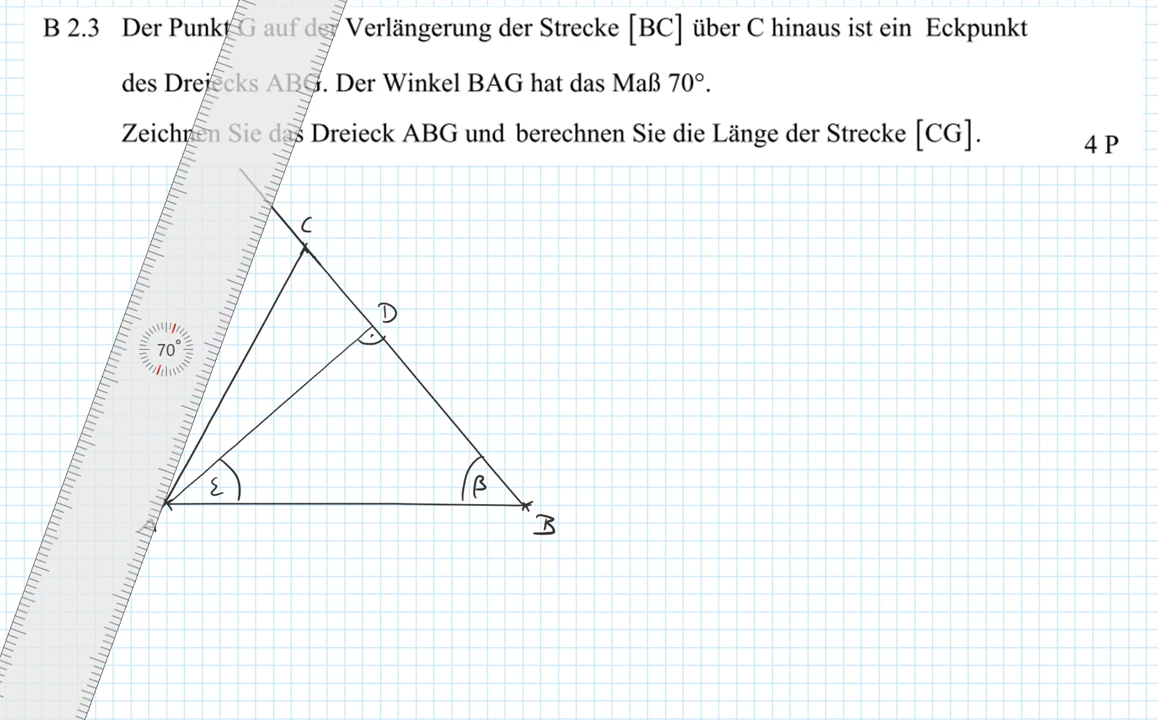 B 2.3 Der Punkt G auf der Verlängerung der Strecke [BC] über C hinaus ist ein Eckpunkt
des Dreiecks ABG. Der Winkel BAG hat das Maß 70°.
Zeichnen Sie das Dreieck ABG und berechnen Sie die Länge der Strecke [CG].
4 P
C
D
70°
ε
β
A
B